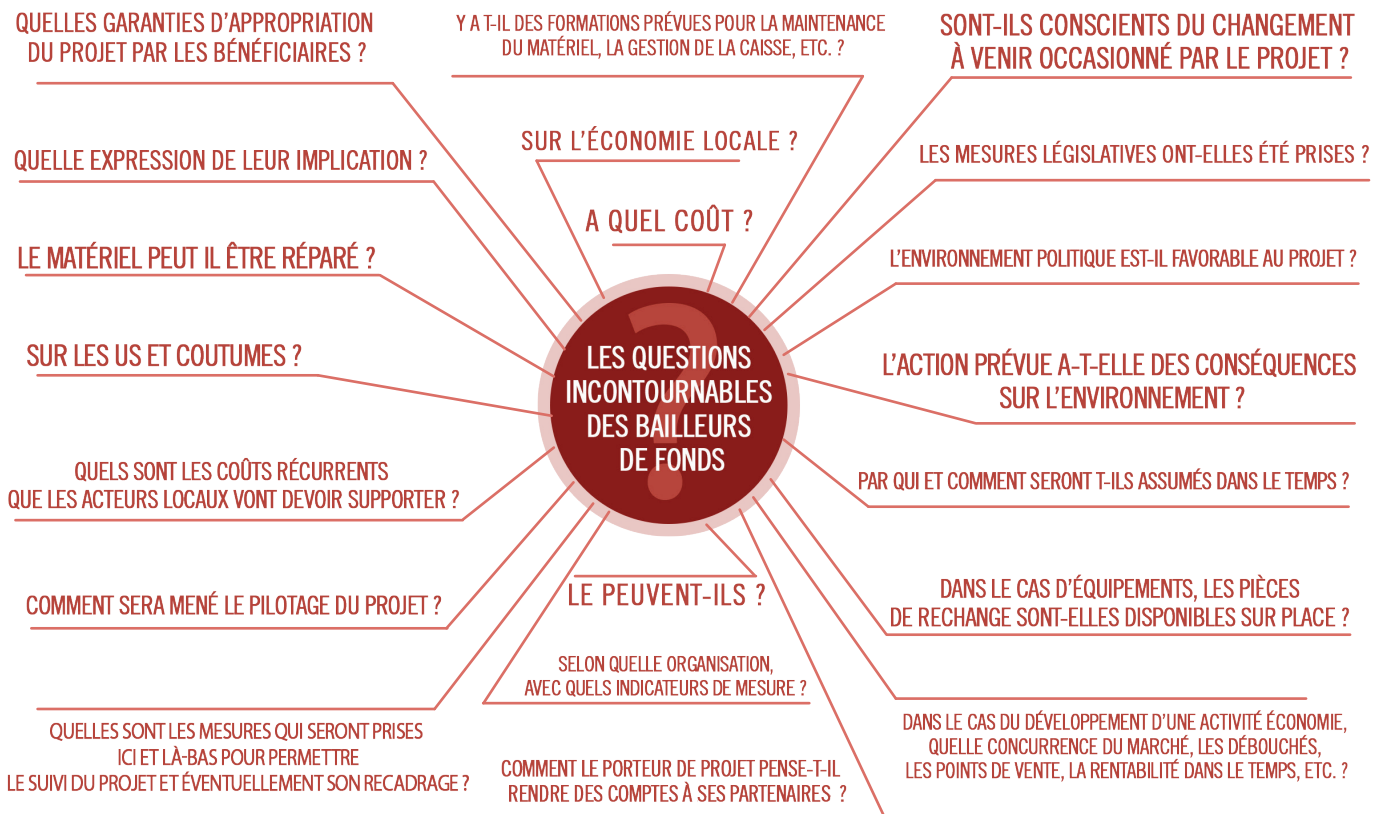 QUELLES GARANTIES D'APPROPRIATION
DU PROJET PAR LES BÉNÉFICIAIRES ?
Y A T-IL DES FORMATIONS PRÉVUES POUR LA MAINTENANCE
DU MATÉRIEL, LA GESTION DE LA CAISSE, ETC. ?
SONT-ILS CONSCIENTS DU CHANGEMENT
À VENIR OCCASIONNÉ PAR LE PROJET ?
SUR L'ÉCONOMIE LOCALE ?
QUELLE EXPRESSION DE LEUR IMPLICATION ?
LES MESURES LÉGISLATIVES ONT-ELLES ÉTÉ PRISES ?
A QUEL COÛT ?
LE MATÉRIEL PEUT IL ÊTRE RÉPARÉ ?
L'ENVIRONNEMENT POLITIQUE EST-IL FAVORABLE AU PROJET ?
SUR LES US ET COUTUMES ?
LES QUESTIONS
INCONTOURNABLES
DES BAILLEURS
DE FONDS
?
L'ACTION PRÉVUE A-T-ELLE DES CONSÉQUENCES
SUR L'ENVIRONNEMENT ?
QUELS SONT LES COÛTS RÉCURRENTS
QUE LES ACTEURS LOCAUX VONT DEVOIR SUPPORTER ?
PAR QUI ET COMMENT SERONT T-ILS ASSUMÉS DANS LE TEMPS ?
LE PEUVENT-ILS ?
COMMENT SERA MENÉ LE PILOTAGE DU PROJET ?
DANS LE CAS D'ÉQUIPEMENTS, LES PIÈCES
DE RECHANGE SONT-ELLES DISPONIBLES SUR PLACE ?
SELON QUELLE ORGANISATION,
AVEC QUELS INDICATEURS DE MESURE ?
QUELLES SONT LES MESURES QUI SERONT PRISES
ICI ET LÀ-BAS POUR PERMETTRE
LE SUIVI DU PROJET ET ÉVENTUELLEMENT SON RECADRAGE ?
COMMENT LE PORTEUR DE PROJET PENSE-T-IL
RENDRE DES COMPTES À SES PARTENAIRES ?
DANS LE CAS DU DÉVELOPPEMENT D'UNE ACTIVITÉ ÉCONOMIE,
QUELLE CONCURRENCE DU MARCHÉ, LES DÉBOUCHÉS,
LES POINTS DE VENTE, LA RENTABILITÉ DANS LE TEMPS, ETC. ?